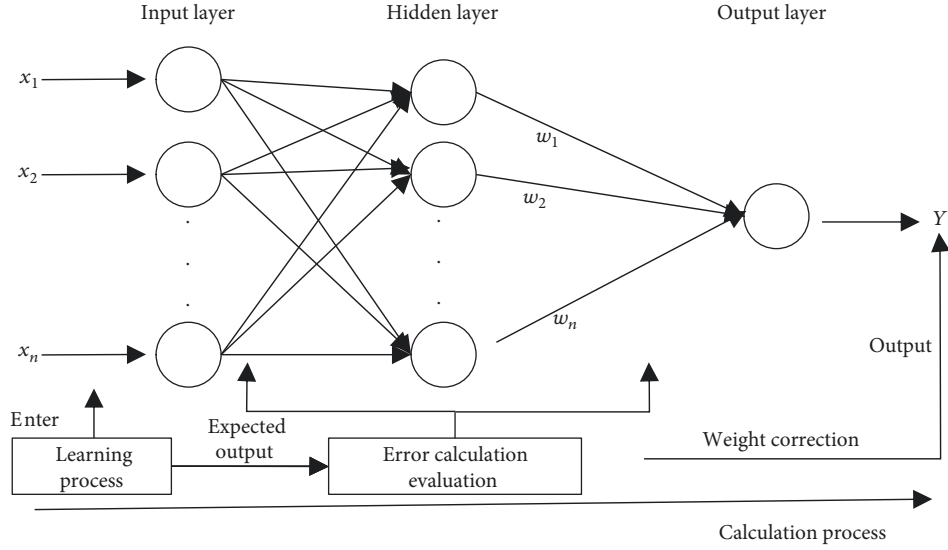 Input layer
Hidden layer
Output layer
x1
x2
xn
w1
w2
wn
Y
Output
Enter
Learning
process
Expected
output
Error calculation
evaluation
Weight correction
Calculation process